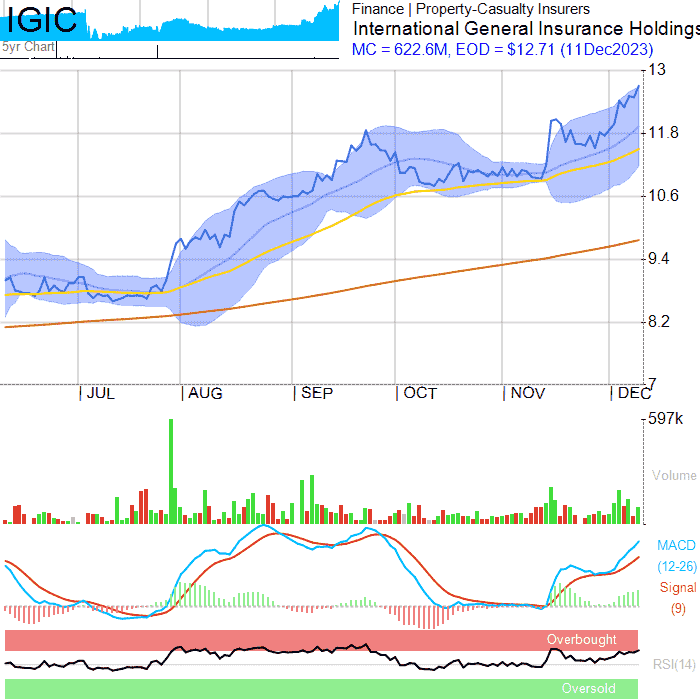 IGIC
5yr Chart
Finance | Property-Casualty Insurers
International General Insurance Holdings
MC = 622.6M, EOD = $12.71 (11Dec2023)
13
11.8
10.6
9.4
8.2
7
JUL
AUG
SEP
OCT
NOV
DEC
597k
Volume
MACD
(12-26)
Signal
(9)
Overbought
RSI(14)
Oversold